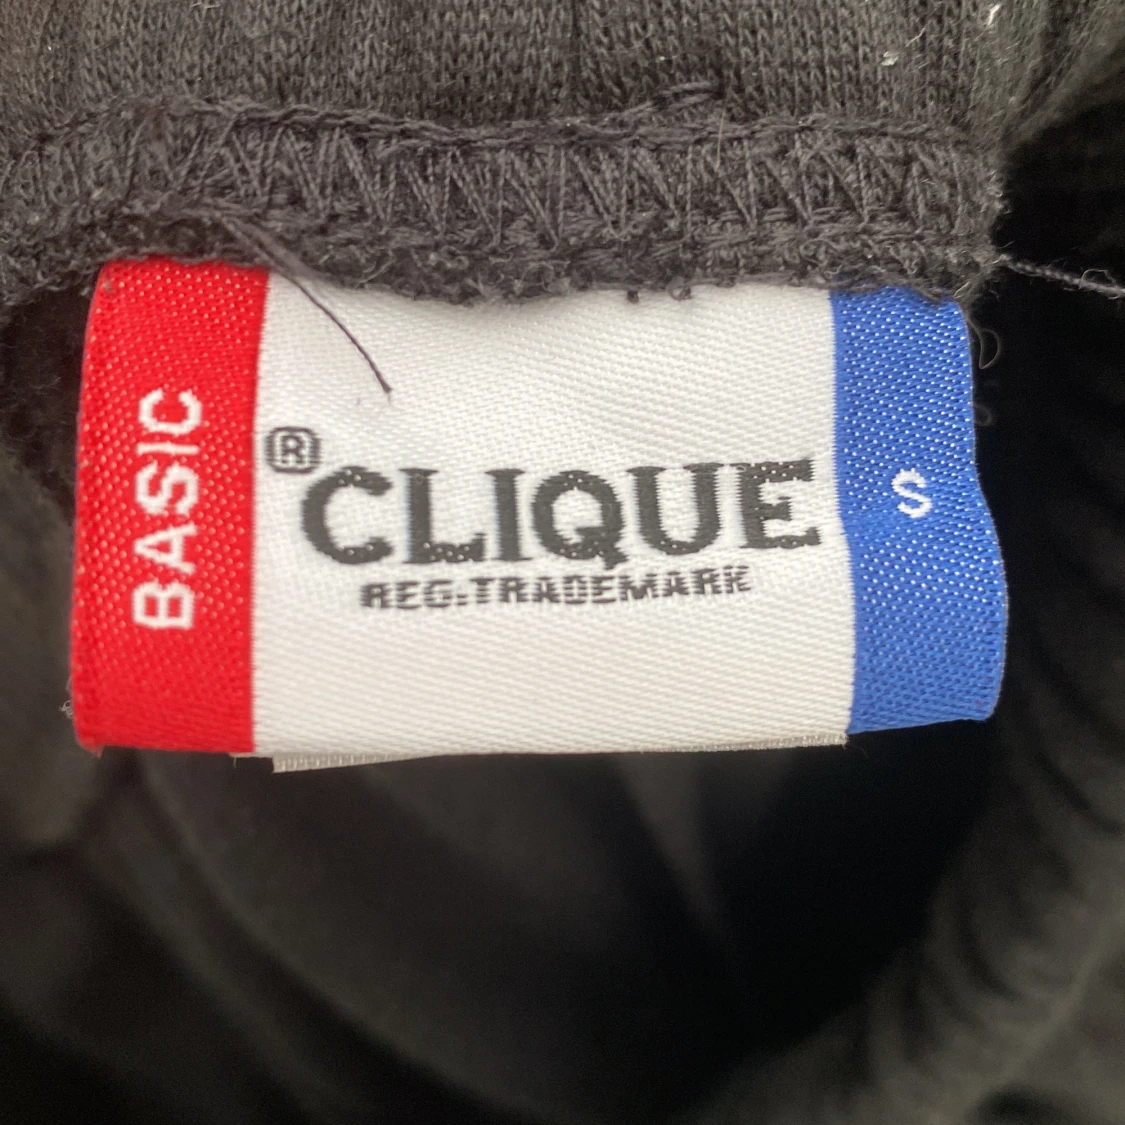 BASIC
®CLIQUE
REG.TRADEMARK
S